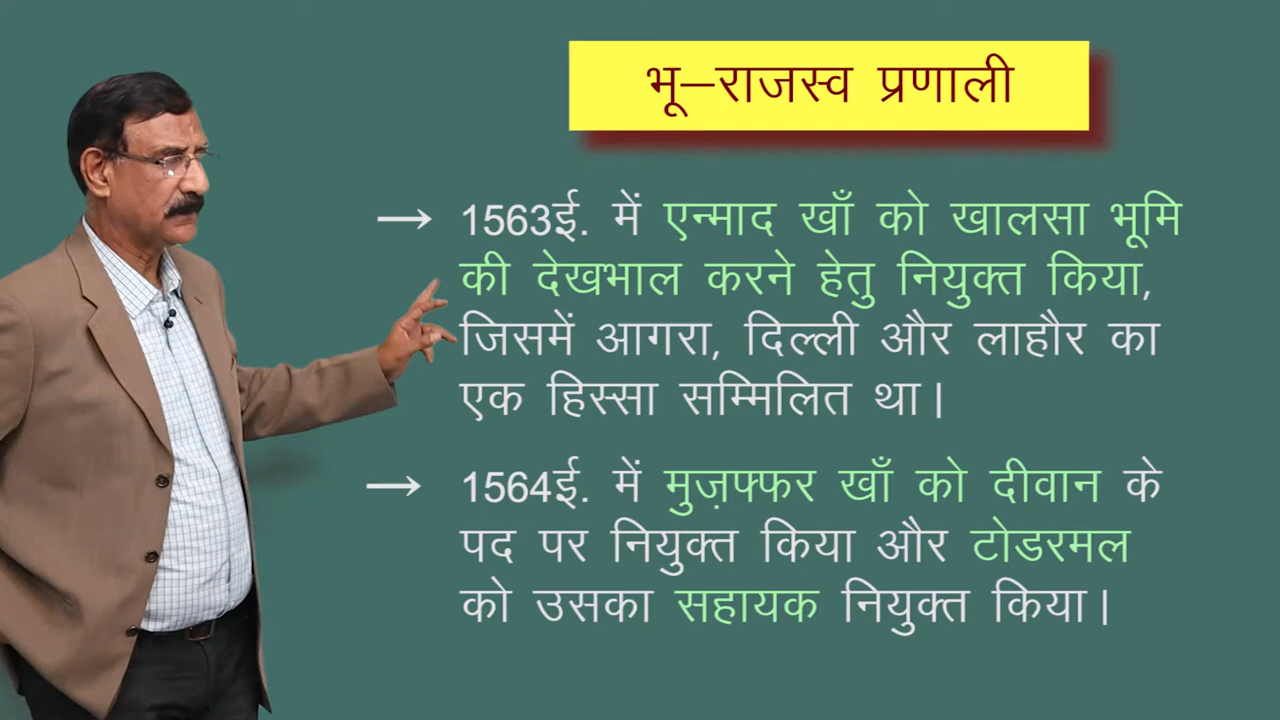 भू–राजस्व प्रणाली
→ 1563ई. में एन्माद खाँ को खालसा भूमि
की देखभाल करने हेतु नियुक्त किया,
जिसमें आगरा, दिल्ली और लाहौर का
एक हिस्सा सम्मिलित था।
→ 1564ई. में मुज़फ्फर खाँ को दीवान के
पद पर नियुक्त किया और टोडरमल
को उसका सहायक नियुक्त किया।